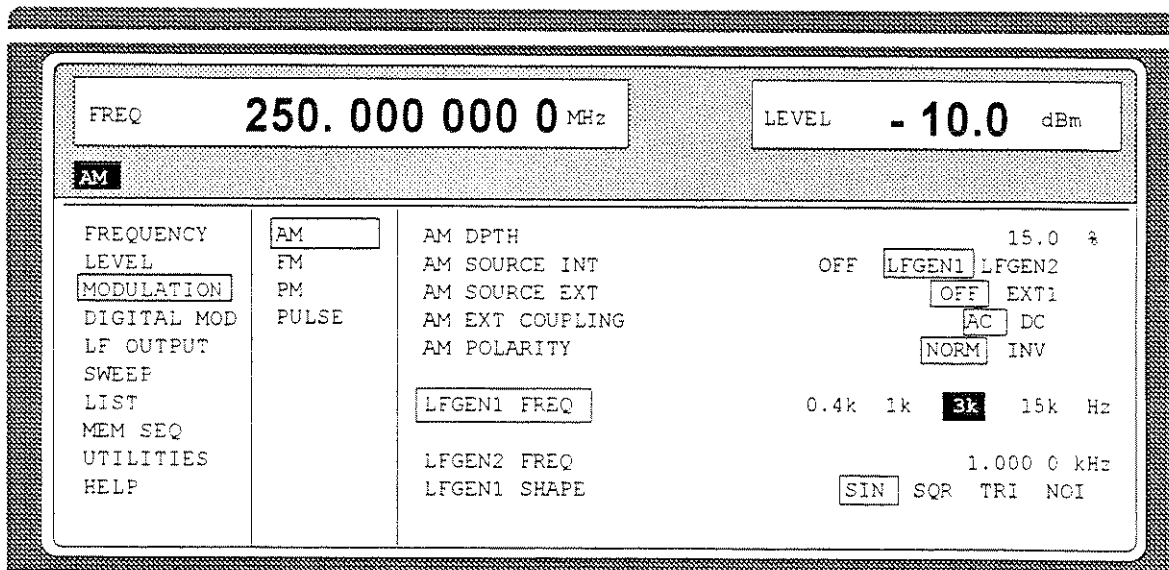 FREQ 250. 000 000 0 MHz LEVEL - 10.0 dBm
AM
FREQUENCY
LEVEL
MODULATION
DIGITAL MOD
LF OUTPUT
SWEEP
LIST
MEM SEQ
UTILITIES
HELP
AM
FM
PM
PULSE
AM DPTH 15.0 %
AM SOURCE INT OFF LFGEN1 LFGEN2
AM SOURCE EXT OFF EXT1
AM EXT COUPLING AC DC
AM POLARITY NORM INV
LFGEN1 FREQ 0.4k 1k 3k 15k Hz
LFGEN2 FREQ 1.000 0 kHz
LFGEN1 SHAPE SIN SQR TRI NOI